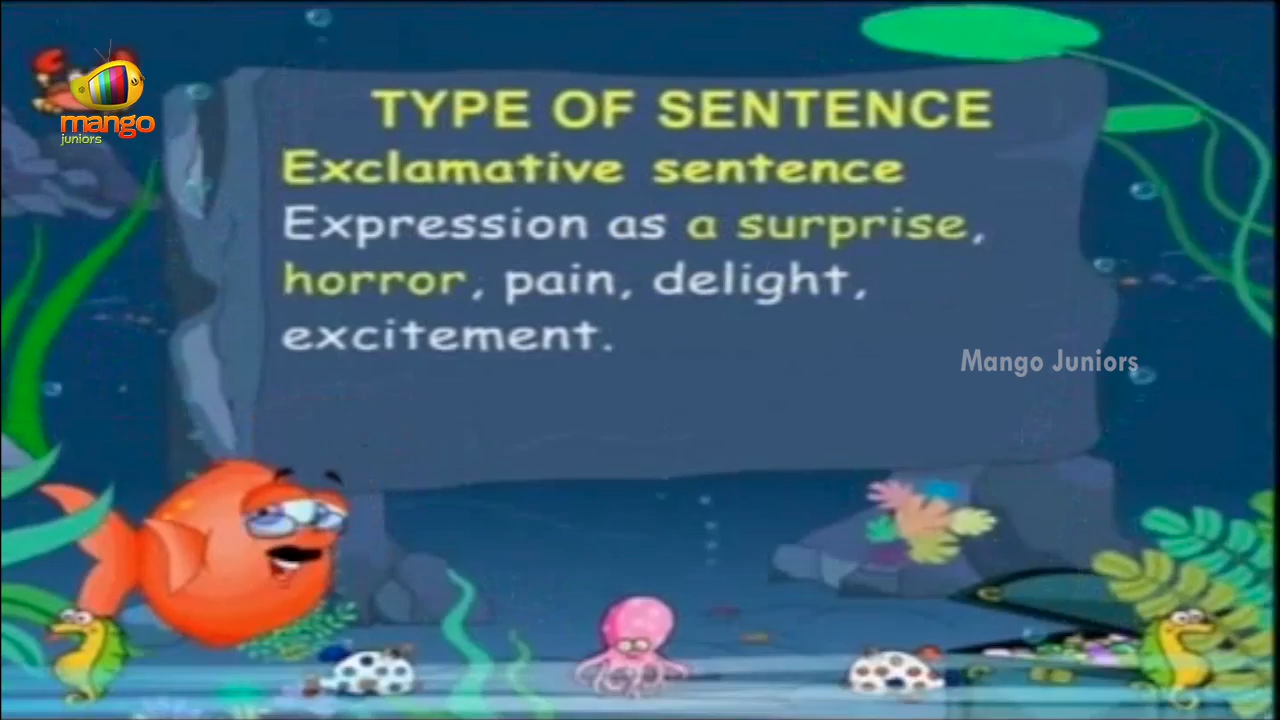 mango
juniors
TYPE OF SENTENCE
Exclamative sentence
Expression as a surprise,
horror, pain, delight,
excitement.
Mango Juniors